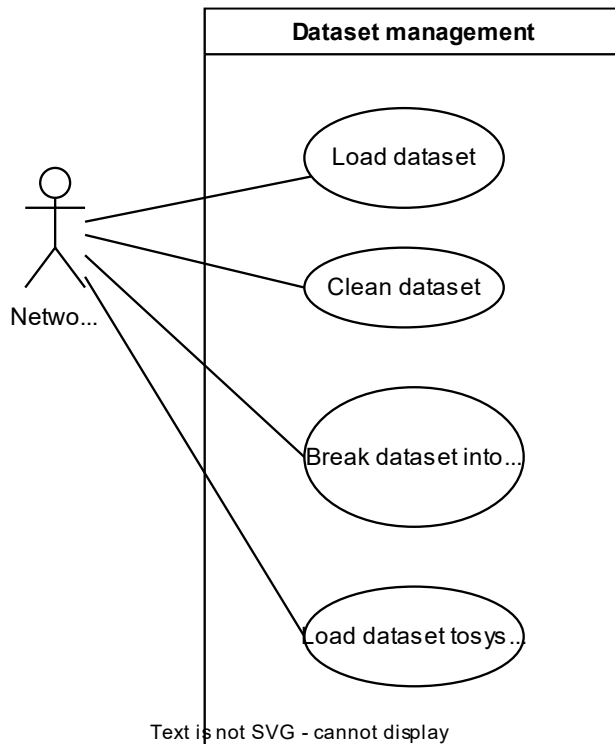 Dataset management
Load dataset
Clean dataset
Netwo...
Break dataset into...
Load dataset tosys...
Text is not SVG - cannot display